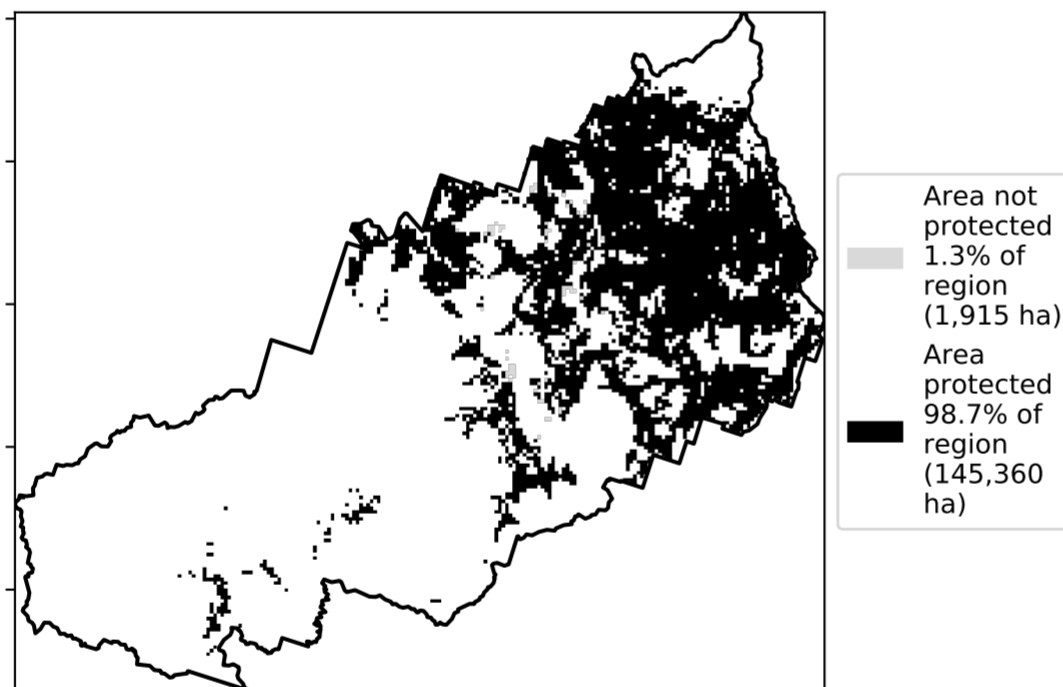 Area not
protected
1.3% of
region
(1,915 ha)
Area
protected
98.7% of
region
(145,360
ha)